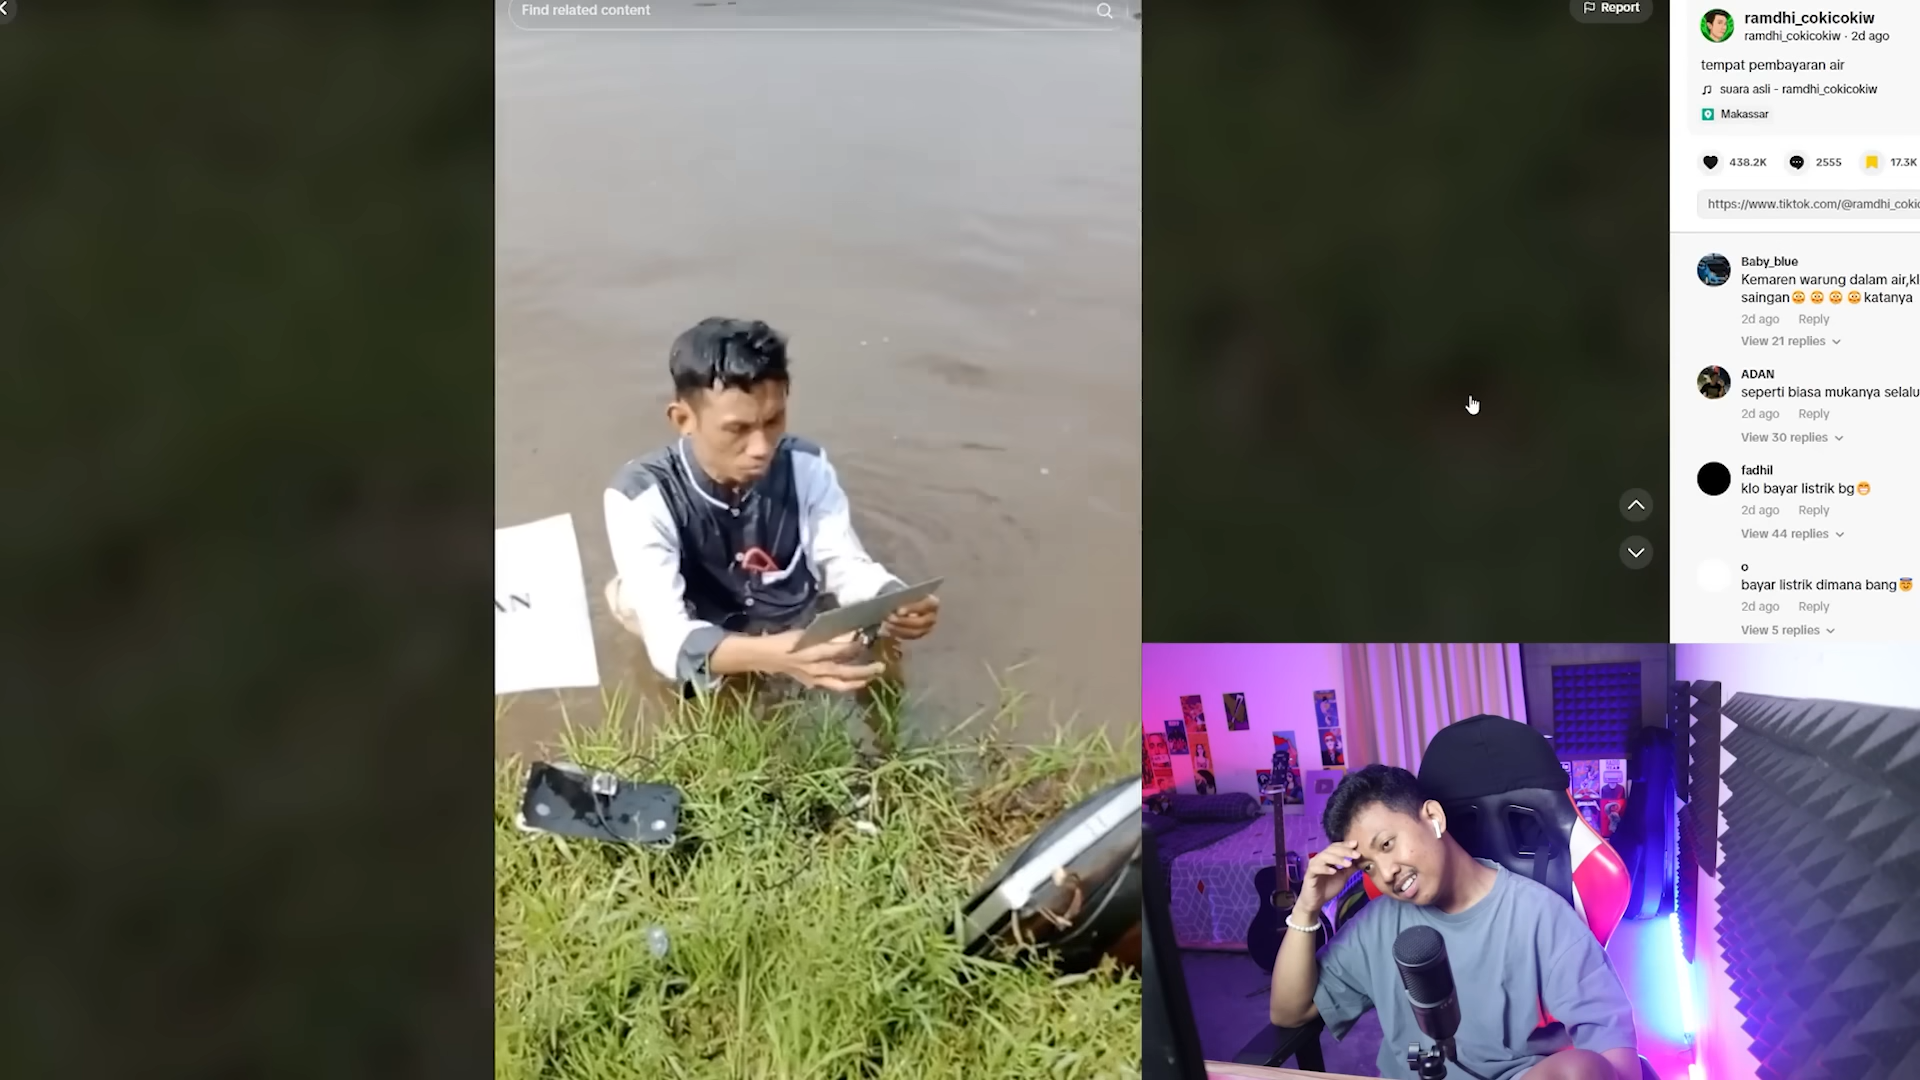 Find related content
Report
ramdhi_cokicokiw
ramdhi_cokicokiw · 2d ago
tempat pembayaran air
suara asli - ramdhi_cokicokiw
Makassar
438.2K
2555
17.3K
https://www.tiktok.com/@ramdhi_coki
Baby_blue
Kemaren warung dalam air,kl
saingan😳😳😳😳katanya
2d ago Reply
View 21 replies
ADAN
seperti biasa mukanya selalu
2d ago Reply
View 30 replies
fadhil
klo bayar listrik bg😁
2d ago Reply
View 44 replies
o
bayar listrik dimana bang😇
2d ago Reply
View 5 replies
AN